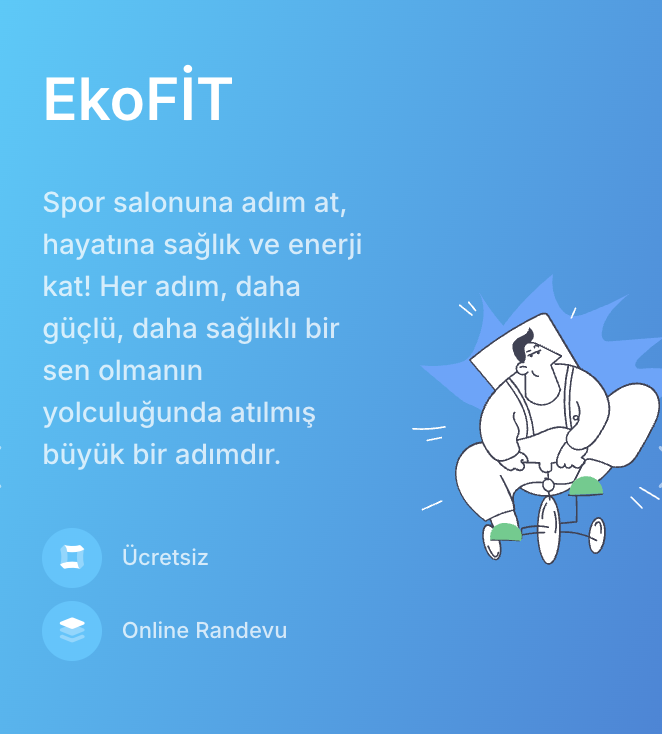 EkoFİT
Spor salonuna adım at,
hayatına sağlık ve enerji
kat! Her adım, daha
güçlü, daha sağlıklı bir
sen olmanın
yolculuğunda atılmış
büyük bir adımdır.
Ücretsiz
Online Randevu